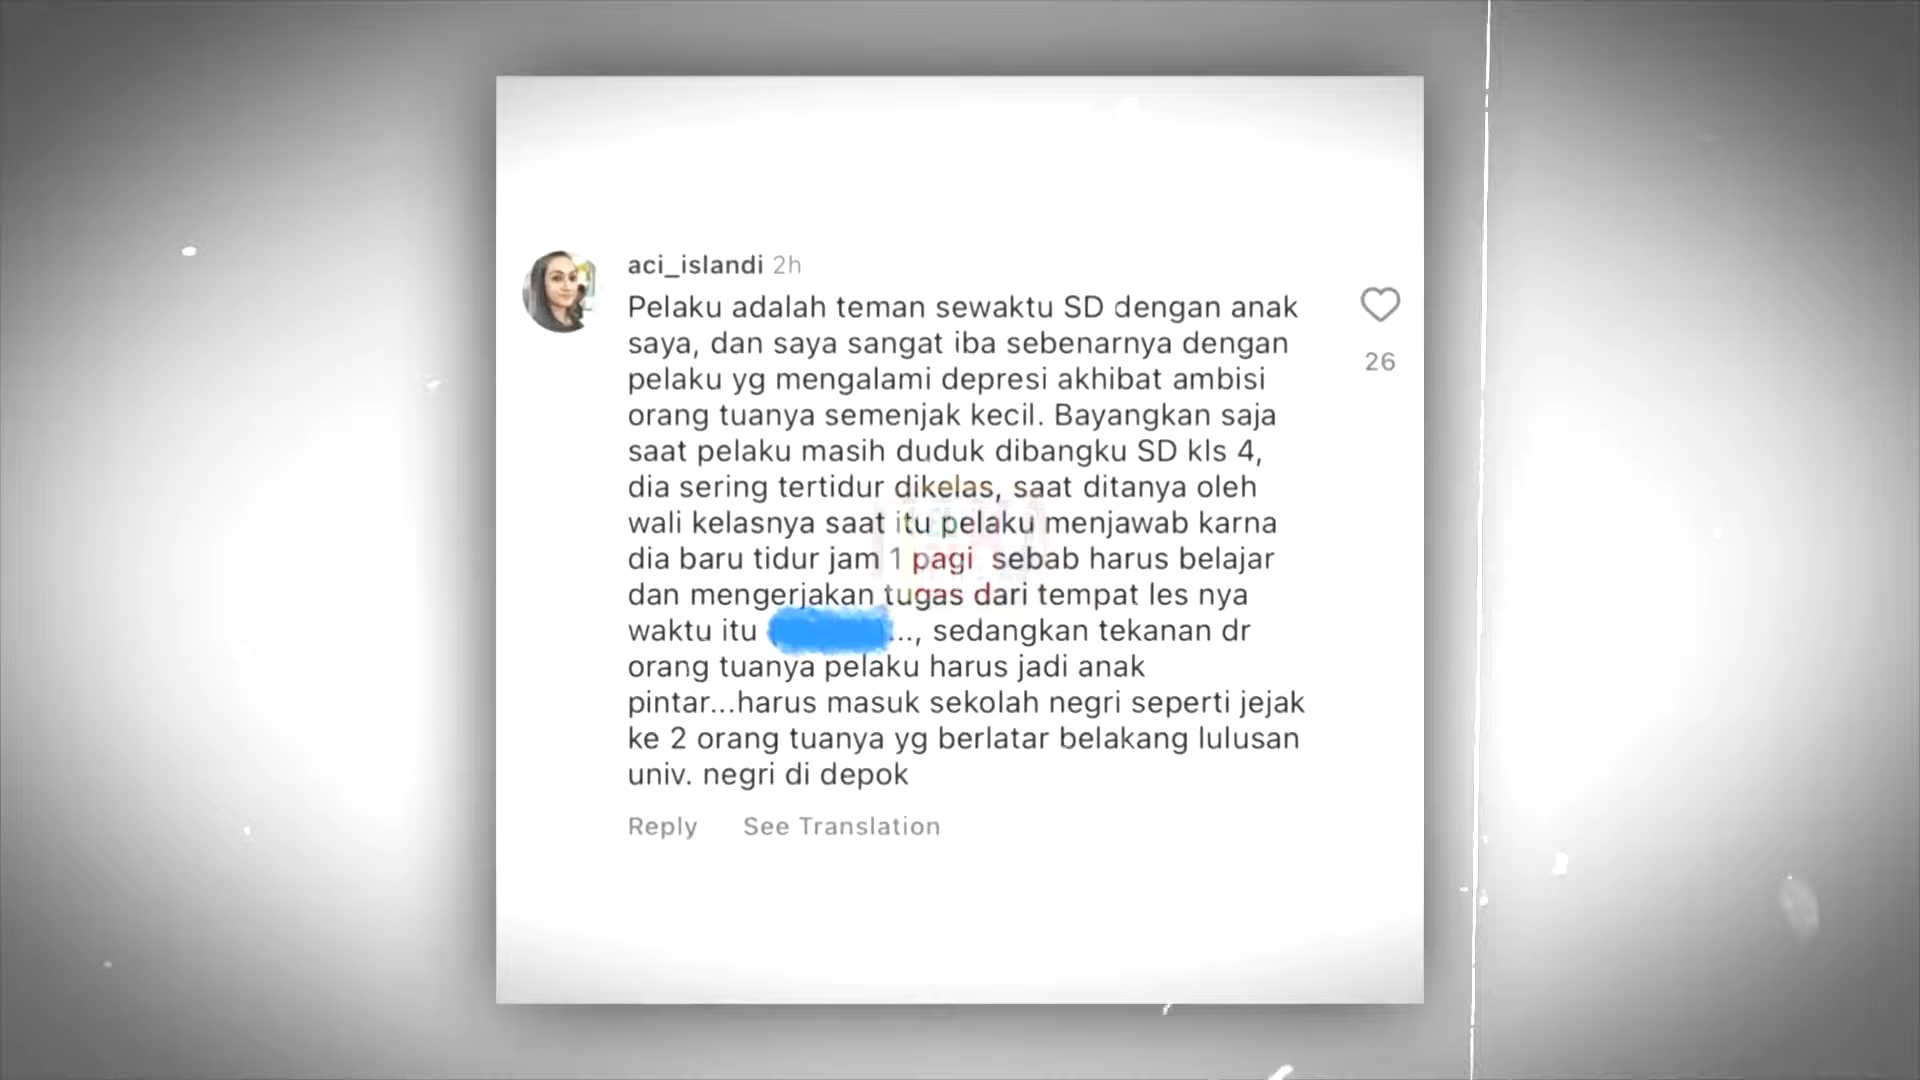 aci_islandi 2h
Pelaku adalah teman sewaktu SD dengan anak
saya, dan saya sangat iba sebenarnya dengan
pelaku yg mengalami depresi akhibat ambisi
orang tuanya semenjak kecil. Bayangkan saja
saat pelaku masih duduk dibangku SD kls 4,
dia sering tertidur dikelas, saat ditanya oleh
wali kelasnya saat itu pelaku menjawab karna
dia baru tidur jam 1 pagi sebab harus belajar
dan mengerjakan tugas dari tempat les nya
waktu itu ..., sedangkan tekanan dr
orang tuanya pelaku harus jadi anak
pintar...harus masuk sekolah negri seperti jejak
ke 2 orang tuanya yg berlatar belakang lulusan
univ. negri di depok
26
Reply See Translation